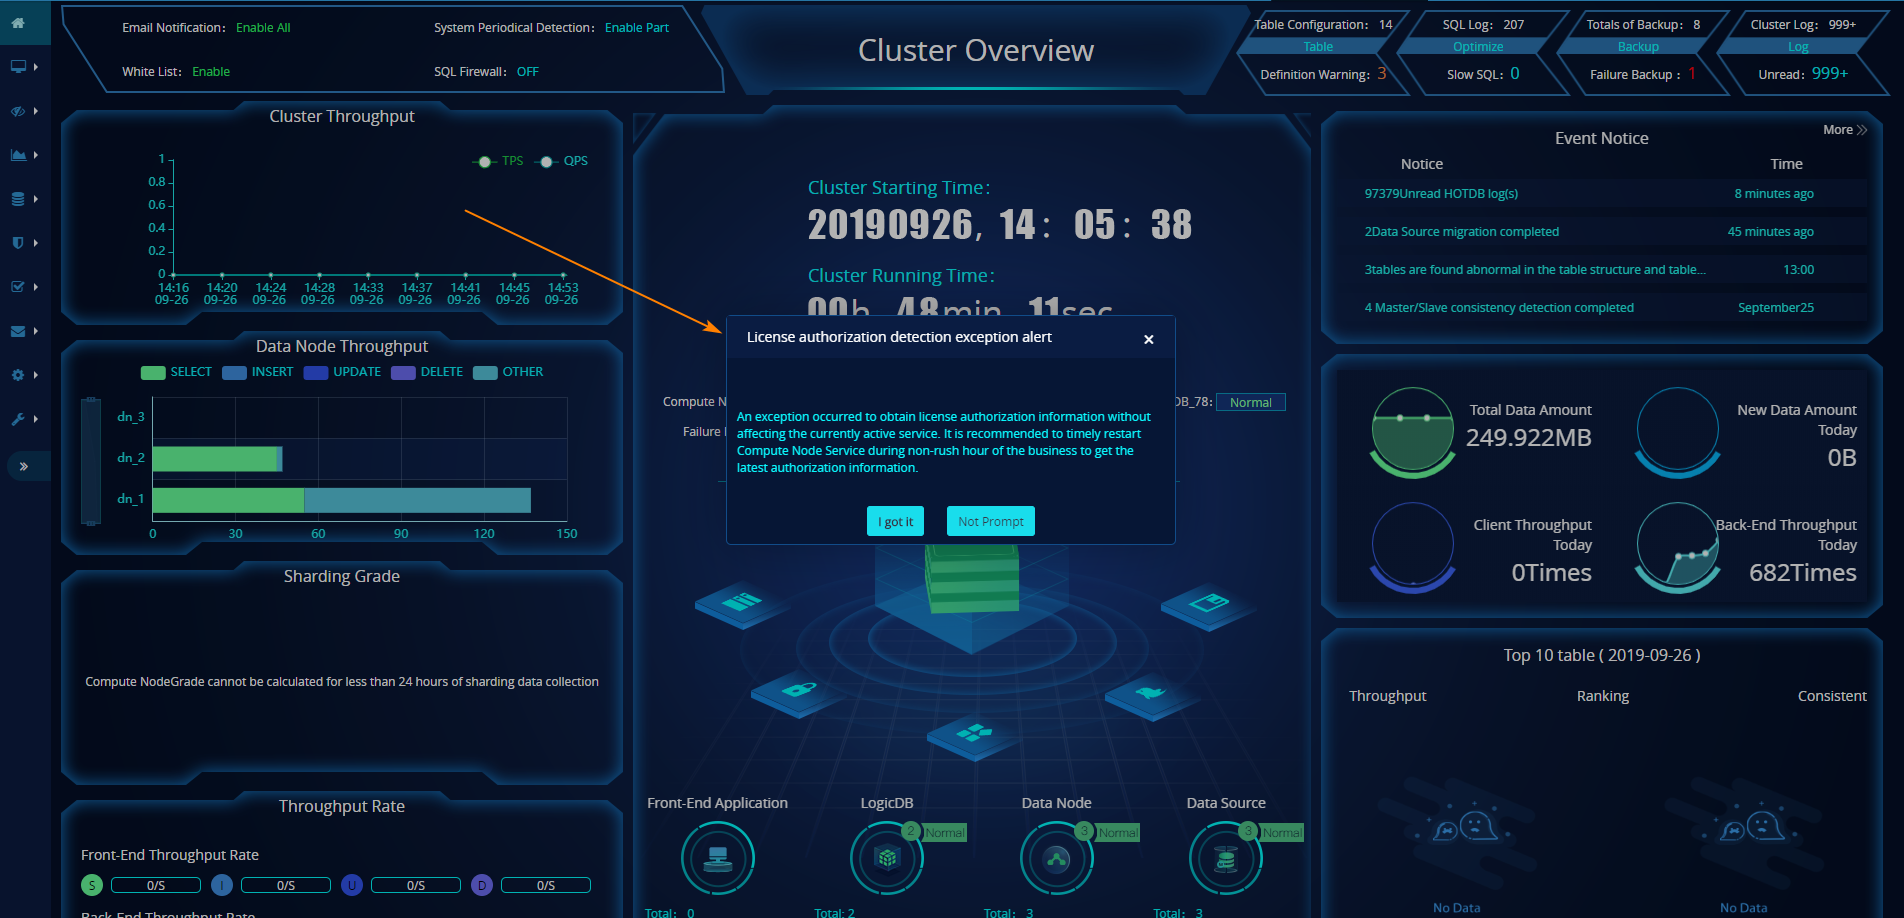 Email Notification: Enable All
System Periodical Detection: Enable Part
White List: Enable
SQL Firewall: OFF
Cluster Overview
Table Configuration: 14
Table
Definition Warning: 3
SQL Log: 207
Optimize
Slow SQL: 0
Totals of Backup: 8
Backup
Failure Backup : 1
Cluster Log: 999+
Log
Unread: 999+
Cluster Throughput
TPS QPS
1
0.8
0.6
0.4
0.2
0
14:16 14:20 14:24 14:28 14:33 14:37 14:41 14:45 14:53
09-26 09-26 09-26 09-26 09-26 09-26 09-26 09-26 09-26
Data Node Throughput
SELECT INSERT UPDATE DELETE OTHER
dn_3
dn_2
dn_1
0 30 60 90 120 150
Sharding Grade
Compute NodeGrade cannot be calculated for less than 24 hours of sharding data collection
Throughput Rate
Front-End Throughput Rate
S 0/S I 0/S U 0/S D 0/S
Back-End Throughput Rate
Cluster Starting Time:
20190926, 14: 05: 38
Cluster Running Time:
00h 48min 11sec
License authorization detection exception alert
×
Compute N
DB_78: Normal
Failure
An exception occurred to obtain license authorization information without
affecting the currently active service. It is recommended to timely restart
Compute Node Service during non-rush hour of the business to get the
latest authorization information.
I got it
Not Prompt
Front-End Application
LogicDB
Data Node
Data Source
2 Normal
3 Normal
3 Normal
Total: 0
Total: 2
Total: 3
Total: 3
Event Notice
More
Notice Time
97379Unread HOTDB log(s) 8 minutes ago
2Data Source migration completed 45 minutes ago
3tables are found abnormal in the table structure and table... 13:00
4 Master/Slave consistency detection completed September25
Total Data Amount
249.922MB
New Data Amount
Today
0B
Client Throughput
Today
0Times
Back-End Throughput
Today
682Times
Top 10 table ( 2019-09-26 )
Throughput Ranking Consistent
No Data
No Data